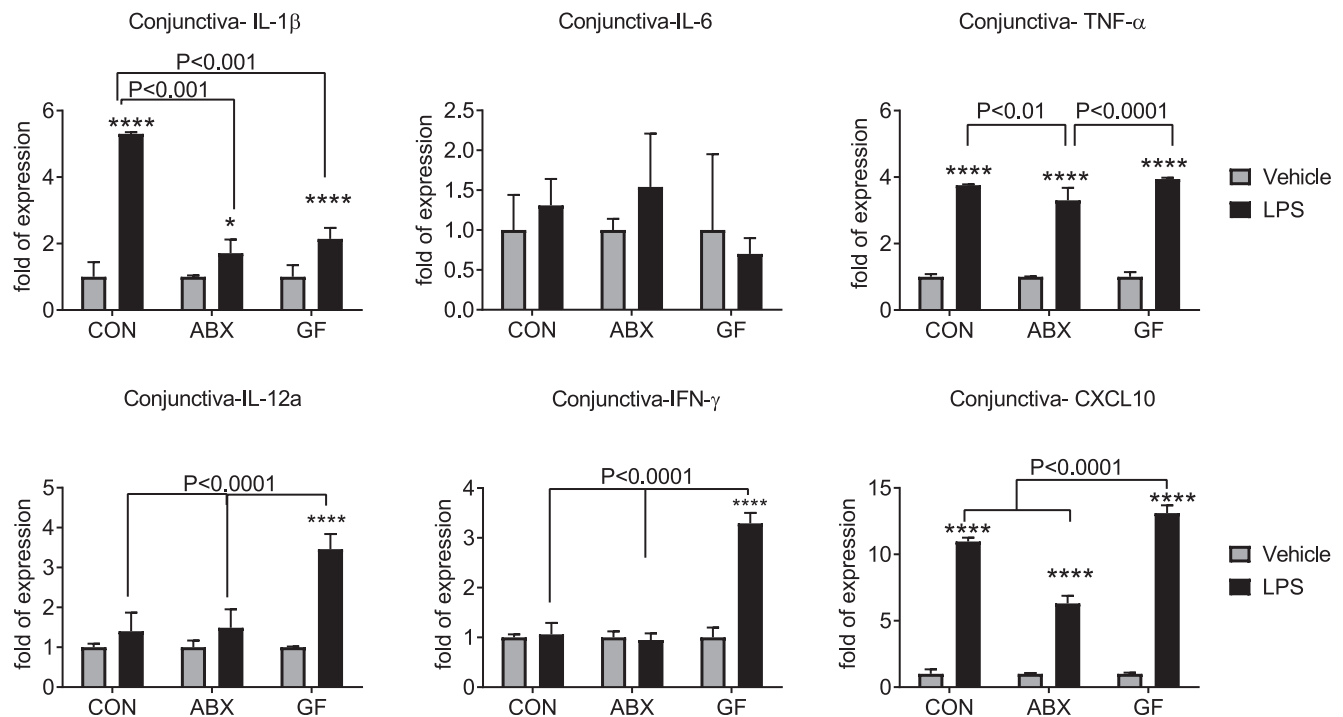 Conjunctiva- IL-1β
Conjunctiva-IL-6
Conjunctiva- TNF-α
P<0.001
P<0.001
fold of expression
6
4
2
0
****
*
****
CON ABX GF
fold of expression
2.5
2.0
1.5
1.0
0.5
0.0
CON ABX GF
P<0.01 P<0.0001
fold of expression
6
4
2
0
****
****
****
CON ABX GF
Vehicle
LPS
Conjunctiva-IL-12a
Conjunctiva-IFN-γ
Conjunctiva- CXCL10
P<0.0001
fold of expression
5
4
3
2
1
0
****
CON ABX GF
P<0.0001
fold of expression
4
3
2
1
0
****
CON ABX GF
P<0.0001
fold of expression
15
10
5
0
****
****
****
CON ABX GF
Vehicle
LPS